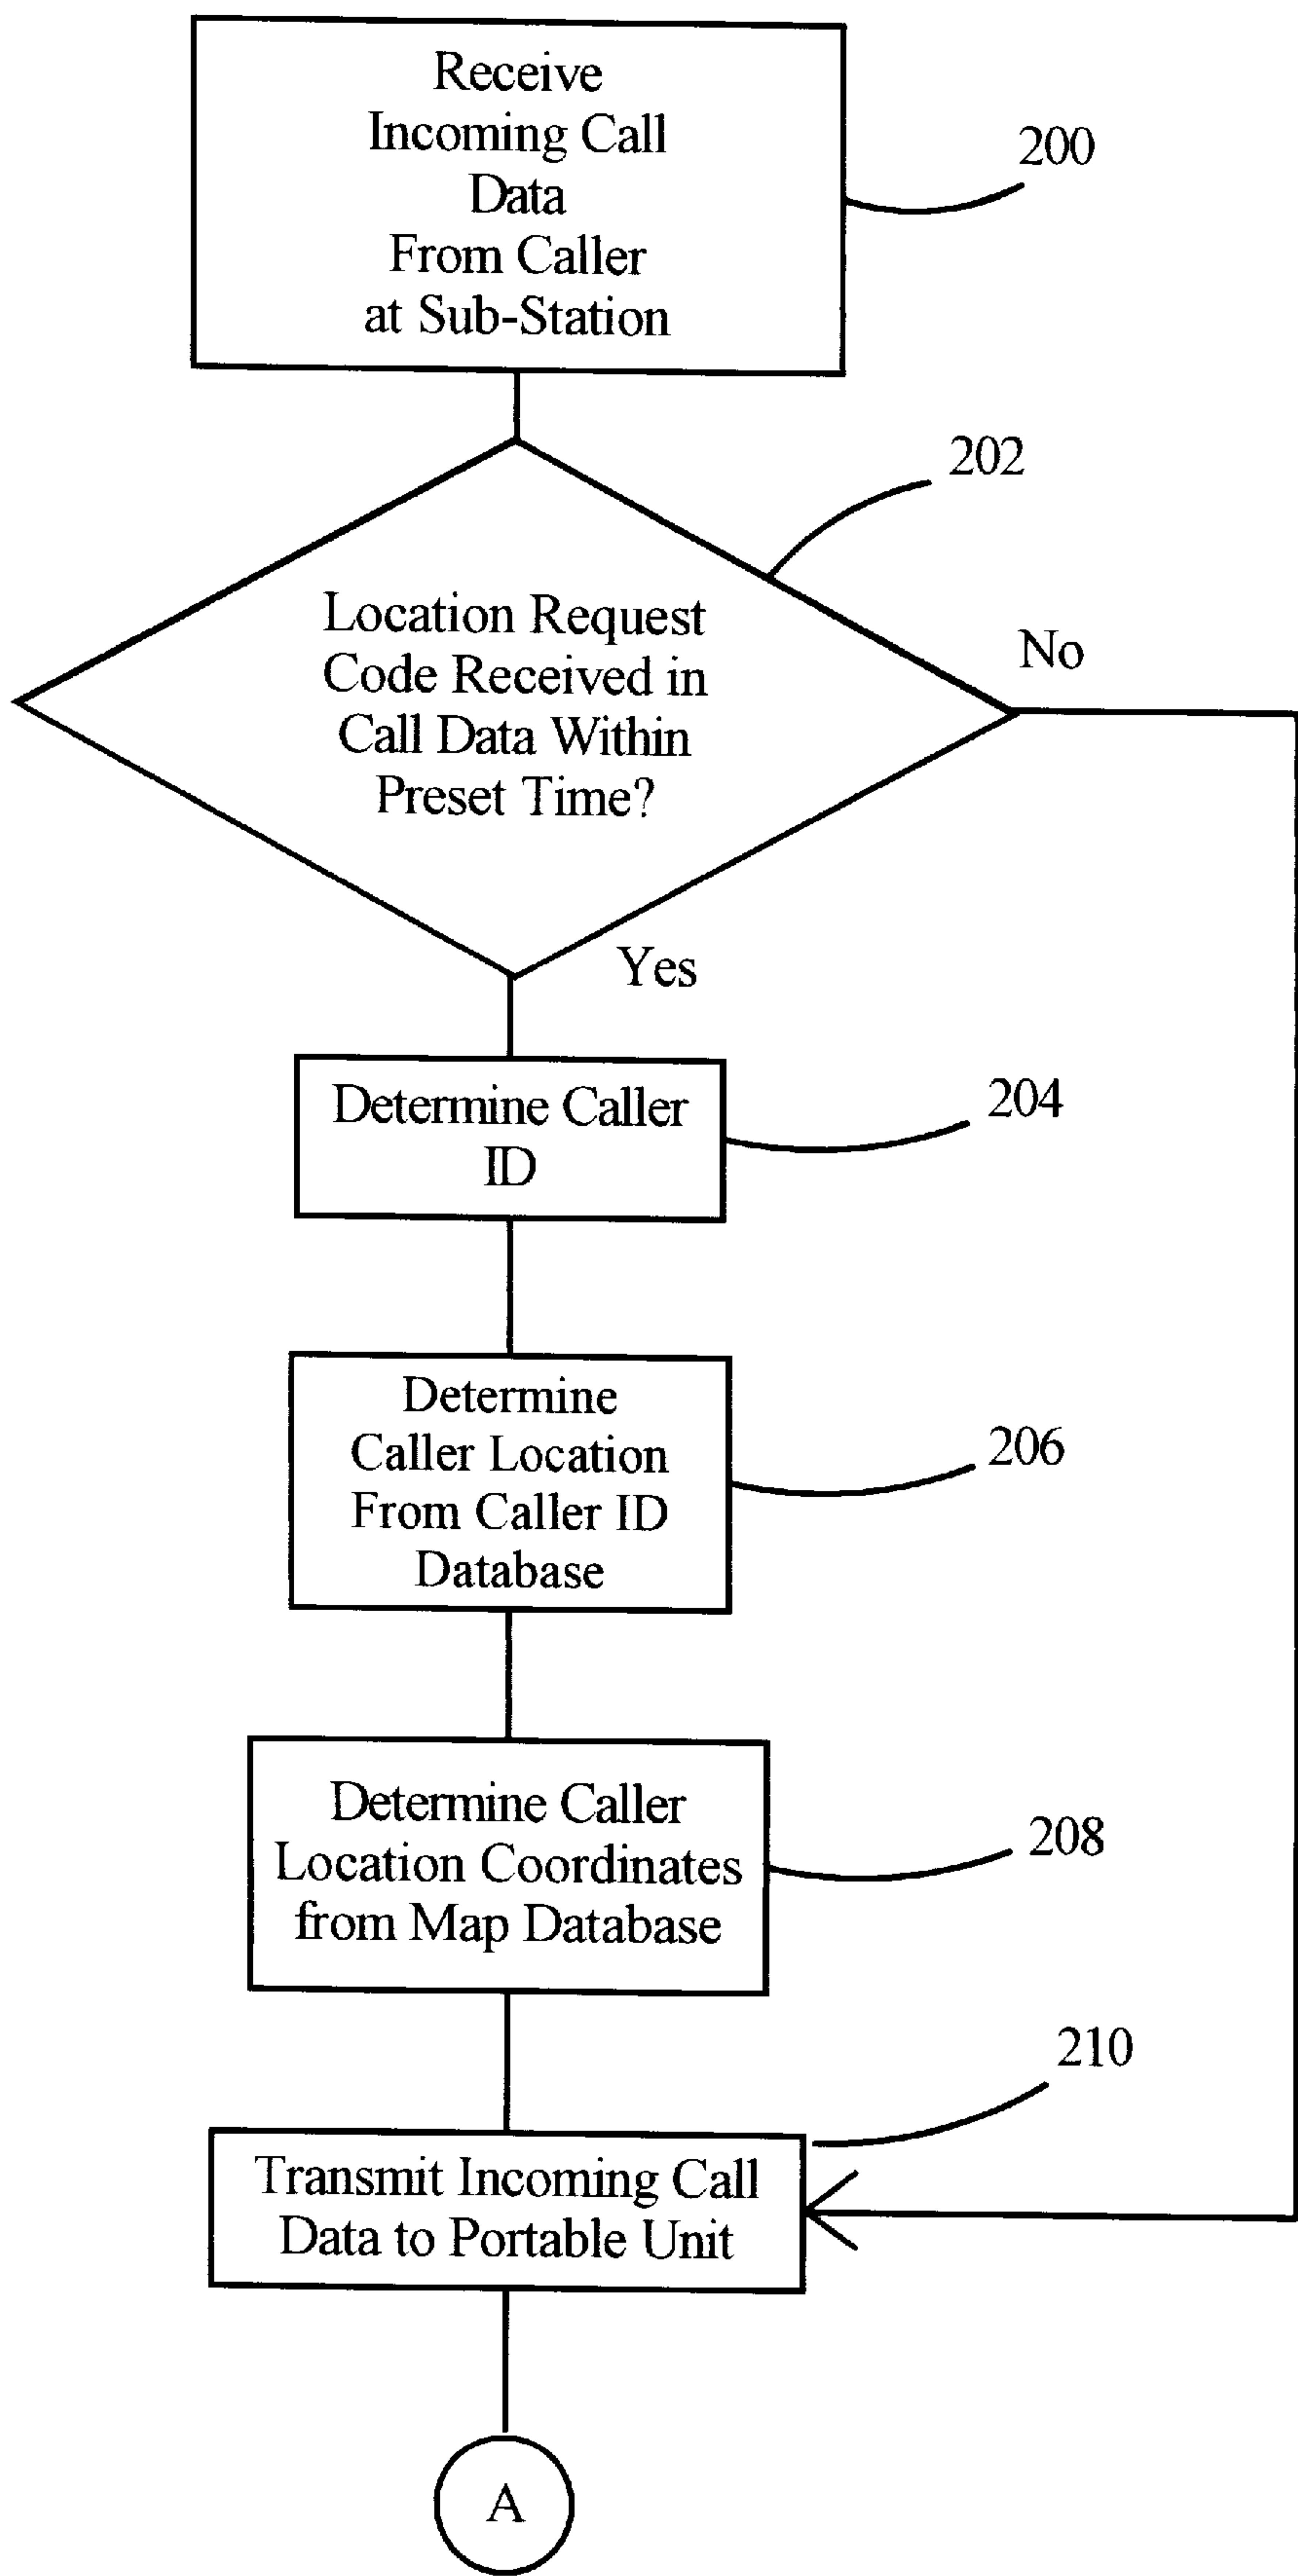 Receive
Incoming Call
Data
From Caller
at Sub-Station
200
202
Location Request
Code Received in
Call Data Within
Preset Time?
No
Yes
Determine Caller
ID
204
Determine
Caller Location
From Caller ID
Database
206
Determine Caller
Location Coordinates
from Map Database
208
210
Transmit Incoming Call
Data to Portable Unit
A